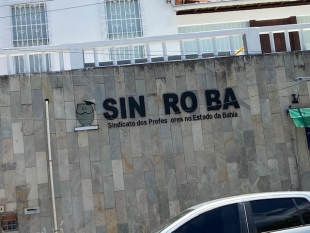 SIN RO BA
Sindicato dos Profes ores no Estado da Bahia